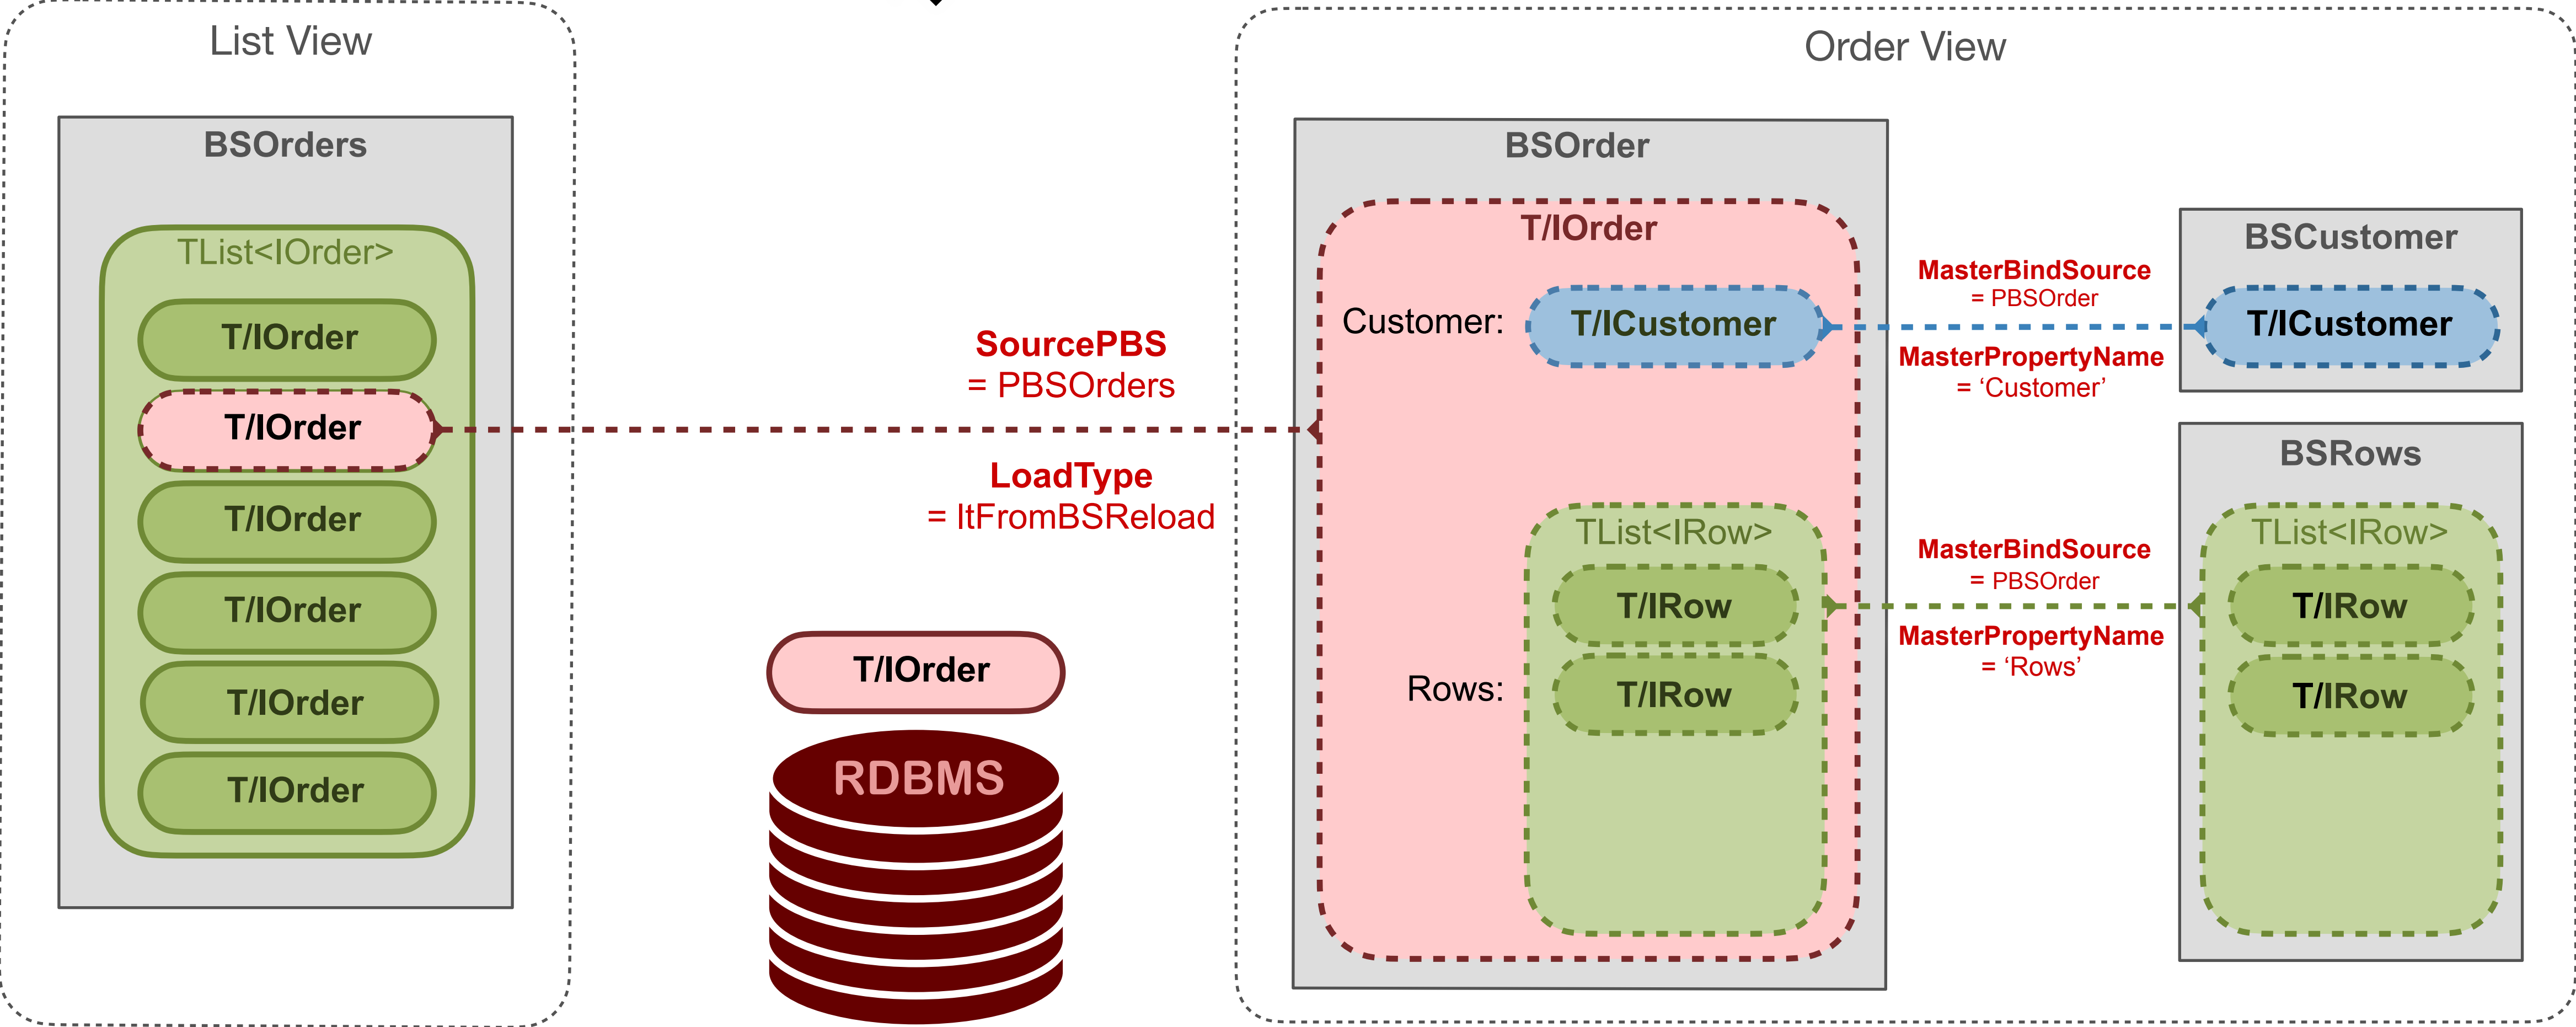 List View
BSOrders
TList<IOrder>
T/IOrder
T/IOrder
T/IOrder
T/IOrder
T/IOrder
T/IOrder
SourcePBS
= PBSOrders
LoadType
= ltFromBSReload
T/IOrder
RDBMS
Order View
BSOrder
T/IOrder
Customer:
T/ICustomer
TList<IRow>
T/IRow
Rows:
T/IRow
MasterBindSource
= PBSOrder
MasterPropertyName
= ‘Customer’
MasterBindSource
= PBSOrder
MasterPropertyName
= ‘Rows’
BSCustomer
T/ICustomer
BSRows
TList<IRow>
T/IRow
T/IRow